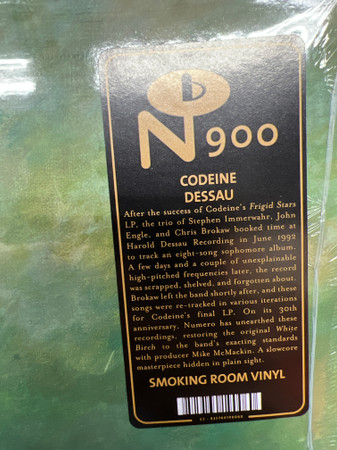 b
N900
CODEINE
DESSAU
After the success of Codeine's Frigid Stars
LP, the trio of Stephen Immerwahr, John
Engle, and Chris Brokaw booked time at
Harold Dessau Recording in June 1992
to track an eight-song sophomore album.
A few days and a couple of unexplainable
high-pitched frequencies later, the record
was scrapped, shelved, and forgotten about.
Brokaw left the band shortly after, and these
songs were re-tracked in various iterations
for Codeine's final LP. On its 30th
anniversary, Numero has unearthed these
recordings, restoring the original White
Birch to the band's exacting standards
with producer Mike McMackin. A slowcore
masterpiece hidden in plain sight.
SMOKING ROOM VINYL